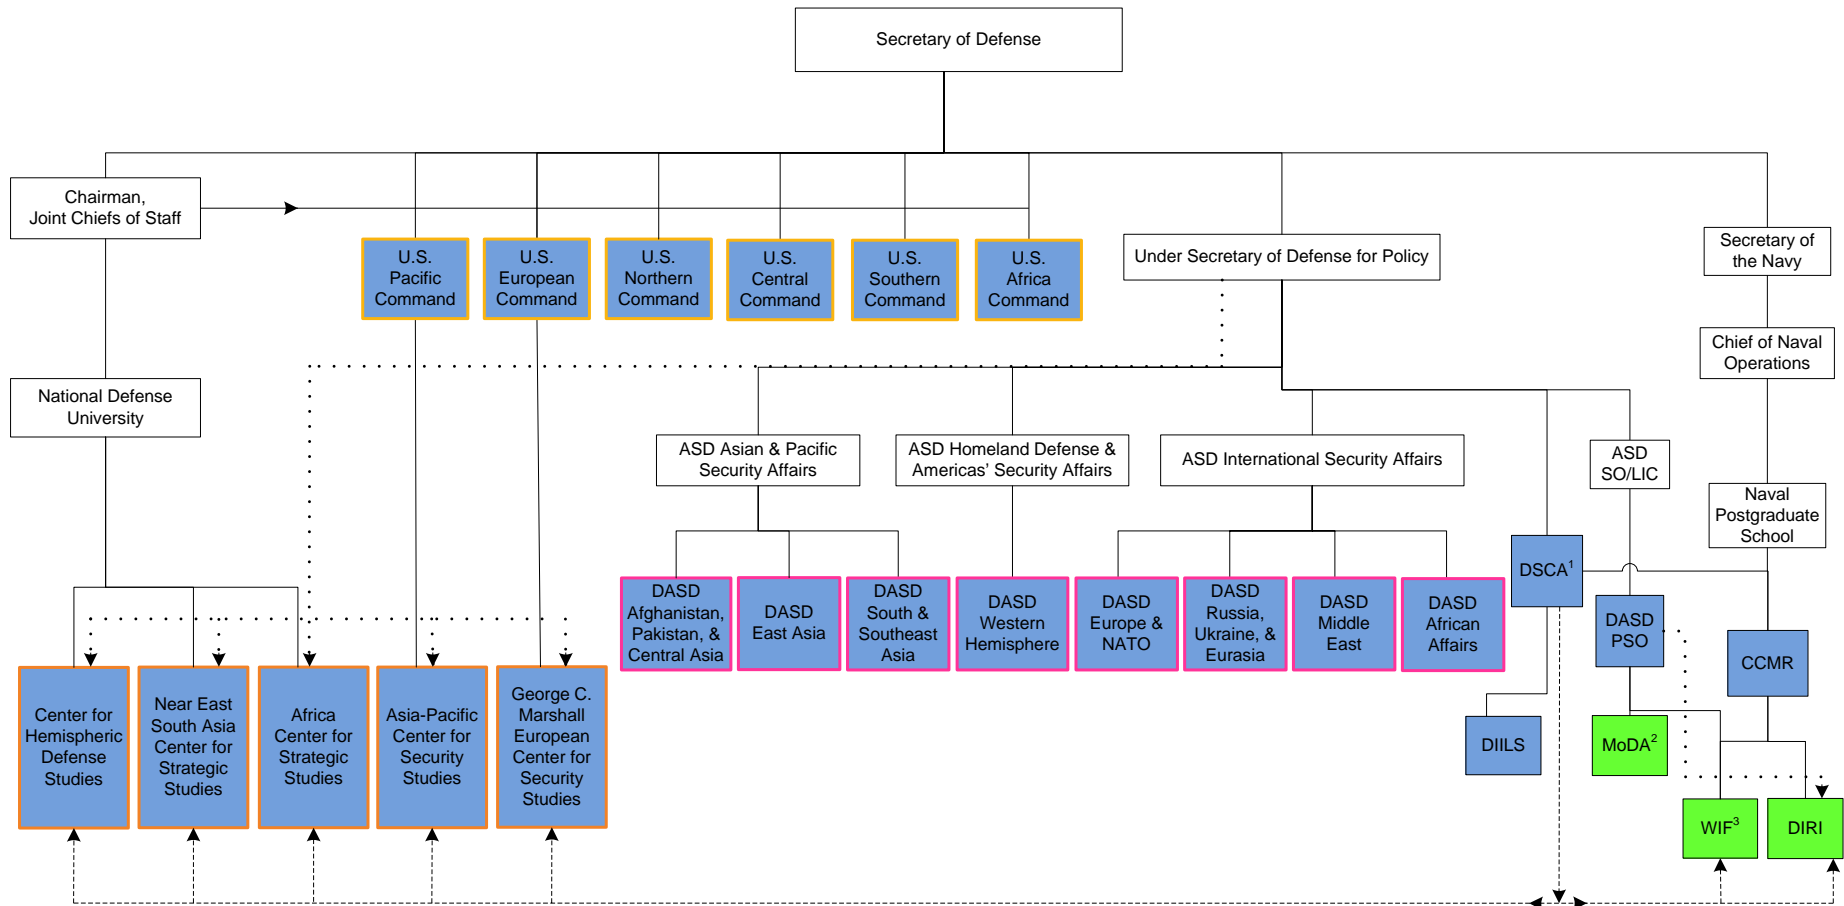 Secretary of Defense
Chairman,
Joint Chiefs of Staff
U.S.
Pacific
Command
U.S.
European
Command
U.S.
Northern
Command
U.S.
Central
Command
U.S.
Southern
Command
U.S.
Africa
Command
Under Secretary of Defense for Policy
Secretary of
the Navy
Chief of Naval
Operations
National Defense
University
ASD Asian & Pacific
Security Affairs
ASD Homeland Defense &
Americas’ Security Affairs
ASD International Security Affairs
ASD
SO/LIC
Naval
Postgraduate
School
DSCA¹
DASD
Afghanistan,
Pakistan, &
Central Asia
DASD
East Asia
DASD
South &
Southeast
Asia
DASD
Western
Hemisphere
DASD
Europe &
NATO
DASD
Russia,
Ukraine, &
Eurasia
DASD
Middle
East
DASD
African
Affairs
DASD
PSO
CCMR
Center for
Hemispheric
Defense
Studies
Near East
South Asia
Center for
Strategic
Studies
Africa
Center for
Strategic
Studies
Asia-Pacific
Center for
Security
Studies
George C.
Marshall
European
Center for
Security
Studies
DIILS
MoDA²
WIF³
DIRI